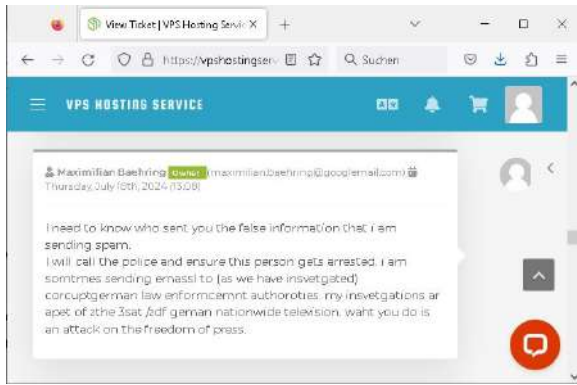 View Ticket | VPS Hosting Servic
https://vpshostingserv
Suchen
VPS HOSTING SERVICE
Maximilian Baehring Owner (maximilian.baehring@googlemail.com)
Thursday, July 18th, 2024 (13:08)
I need to know who sent you the false information that i am
sending spam.
I will call the police and ensure this person gets arrested. i am
somtmes sending emassl to (as we have insvetgated)
corcuptgerman law enformcemnt authoroties. my insvetgations ar
apet of zthe 3sat /zdf geman nationwide television. waht you do is
an attack on the freedom of press.